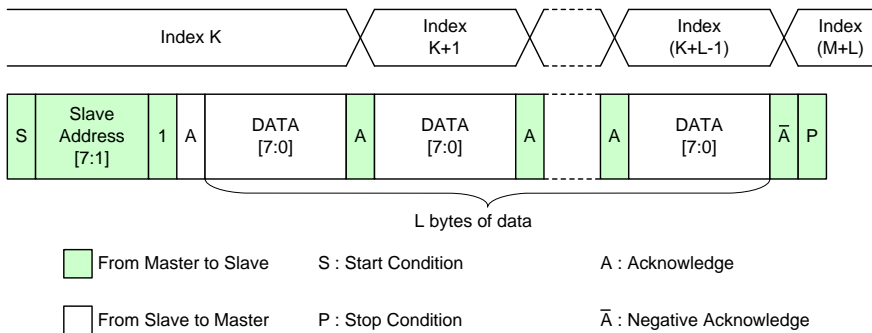 Index K
Index
K+1
Index
(K+L-1)
Index
(M+L)
S
Slave
Address
[7:1]
1
A
DATA
[7:0]
A
DATA
[7:0]
A
A
DATA
[7:0]
A̅
P
L bytes of data
From Master to Slave
S : Start Condition
A : Acknowledge
From Slave to Master
P : Stop Condition
A̅ : Negative Acknowledge